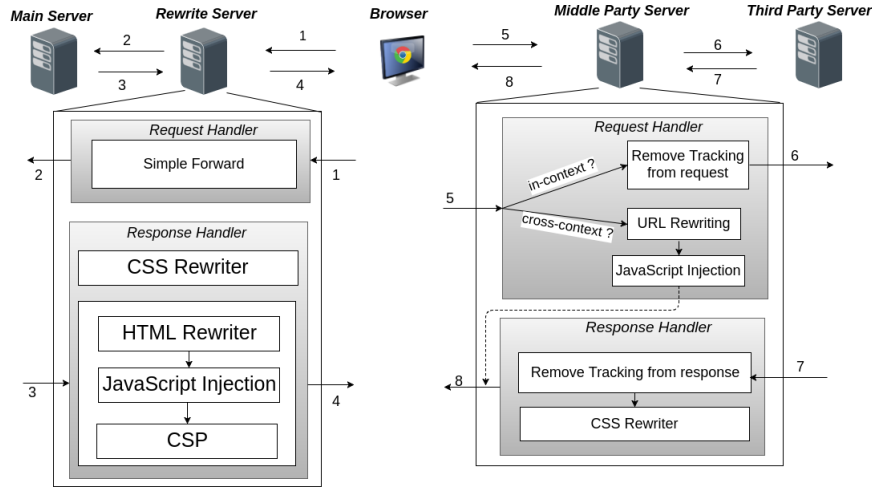 Main Server
Rewrite Server
Browser
Middle Party Server
Third Party Server
2
1
3
4
5
8
6
7
Request Handler
Simple Forward
2
1
Response Handler
CSS Rewriter
HTML Rewriter
JavaScript Injection
CSP
3
4
Request Handler
in-context ?
Remove Tracking
from request
6
5
cross-context ?
URL Rewriting
JavaScript Injection
Response Handler
Remove Tracking from response
7
8
CSS Rewriter